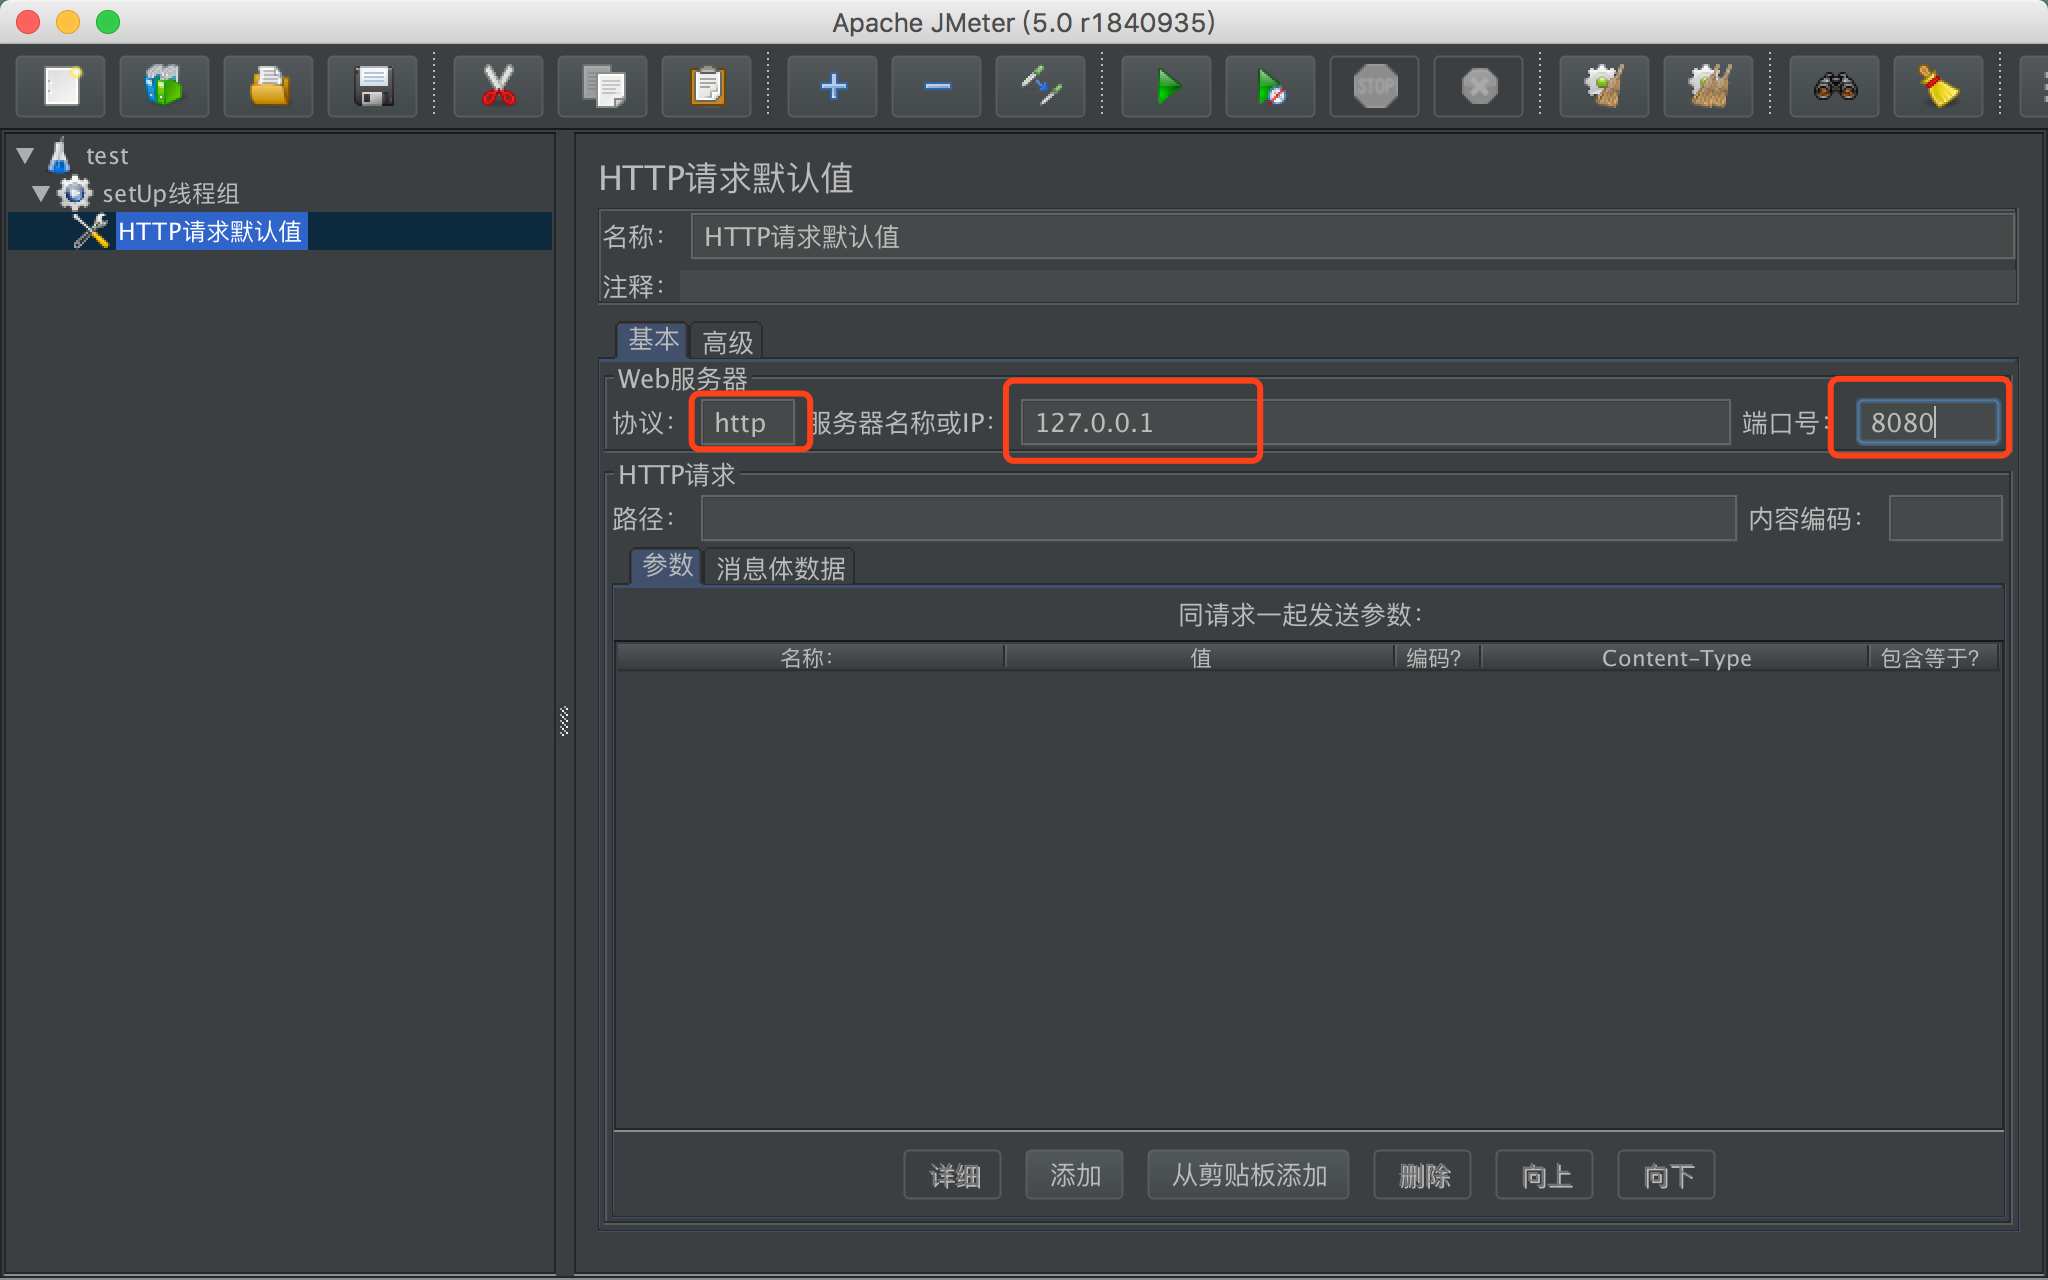 Apache JMeter (5.0 r1840935)
STOP
test
setUp线程组
HTTP请求默认值
HTTP请求默认值
名称： HTTP请求默认值
注释：
基本 高级
Web服务器
协议： http 服务器名称或IP： 127.0.0.1 端口号： 8080
HTTP请求
路径： 内容编码：
参数 消息体数据
同请求一起发送参数：
名称： 值 编码? Content-Type 包含等于?
详细 添加 从剪贴板添加 删除 向上 向下